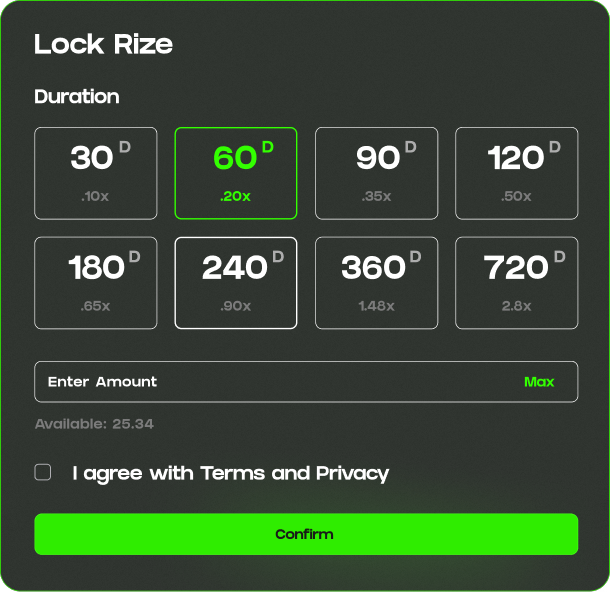 Lock Rize
Duration
30 D 60 D 90 D 120 D
.10x .20x .35x .50x
180 D 240 D 360 D 720 D
.65x .90x 1.48x 2.8x
Enter Amount Max
Available: 25.34
I agree with Terms and Privacy
Confirm